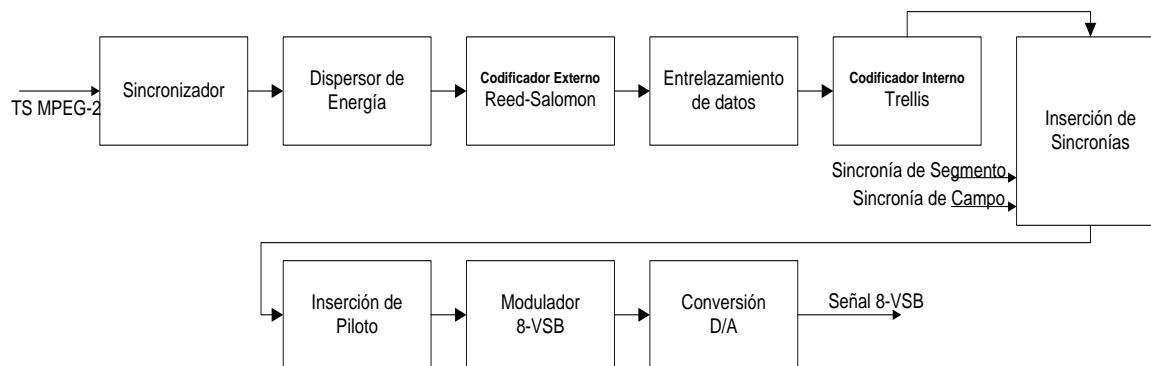 TS MPEG-2
Sincronizador
Dispersor de
Energía
Codificador Externo
Reed-Salomon
Entrelazamiento
de datos
Codificador Interno
Trellis
Inserción de
Sincronías
Sincronía de Segmento
Sincronía de Campo
Inserción de
Piloto
Modulador
8-VSB
Conversión
D/A
Señal 8-VSB